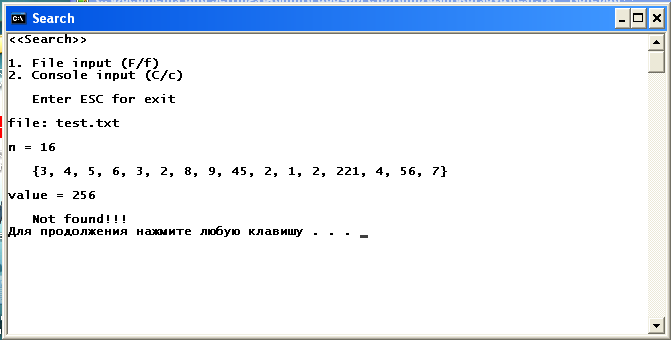 C:\ Search
<<Search>>
1. File input (F/f)
2. Console input (C/c)
Enter ESC for exit
file: test.txt
n = 16
{3, 4, 5, 6, 3, 2, 8, 9, 45, 2, 1, 2, 221, 4, 56, 7}
value = 256
Not found!!!
Для продолжения нажмите любую клавишу . . . _